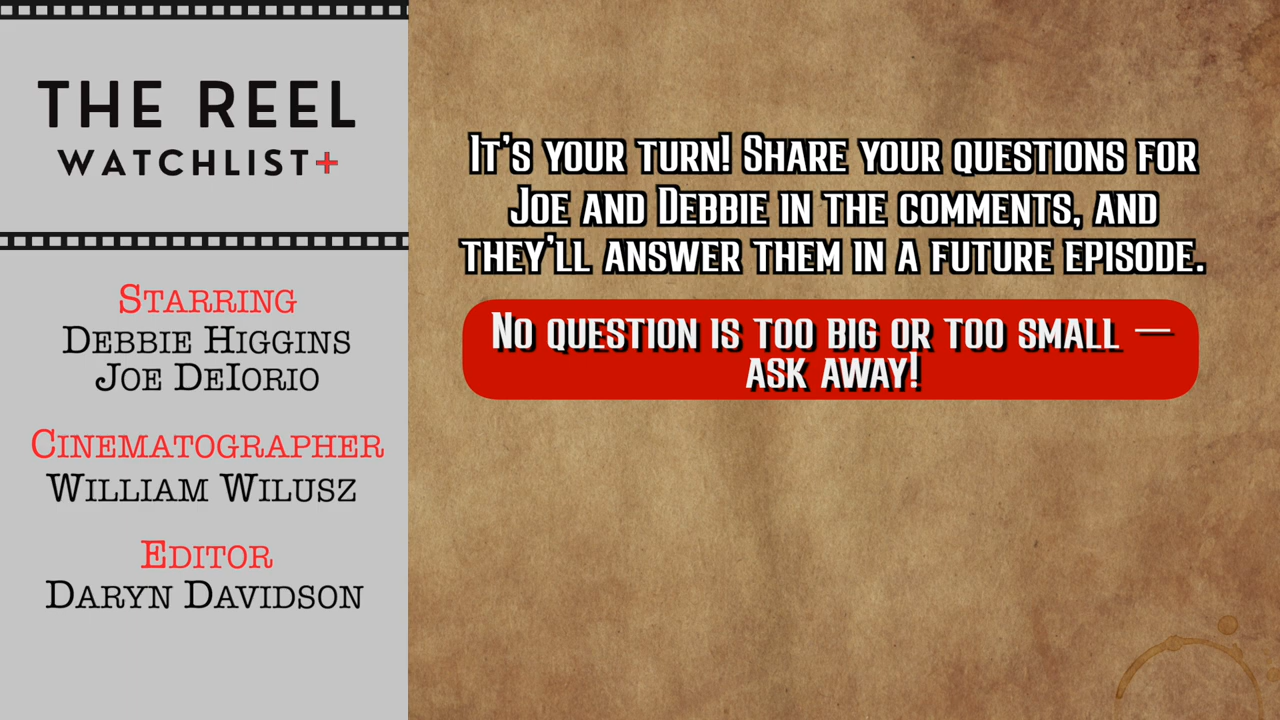 THE REEL
WATCHLIST+
STARRING
DEBBIE HIGGINS
JOE DEIORIO
CINEMATOGRAPHER
WILLIAM WILUSZ
EDITOR
DARYN DAVIDSON
IT'S YOUR TURN! SHARE YOUR QUESTIONS FOR
JOE AND DEBBIE IN THE COMMENTS, AND
THEY'LL ANSWER THEM IN A FUTURE EPISODE.
NO QUESTION IS TOO BIG OR TOO SMALL —
ASK AWAY!